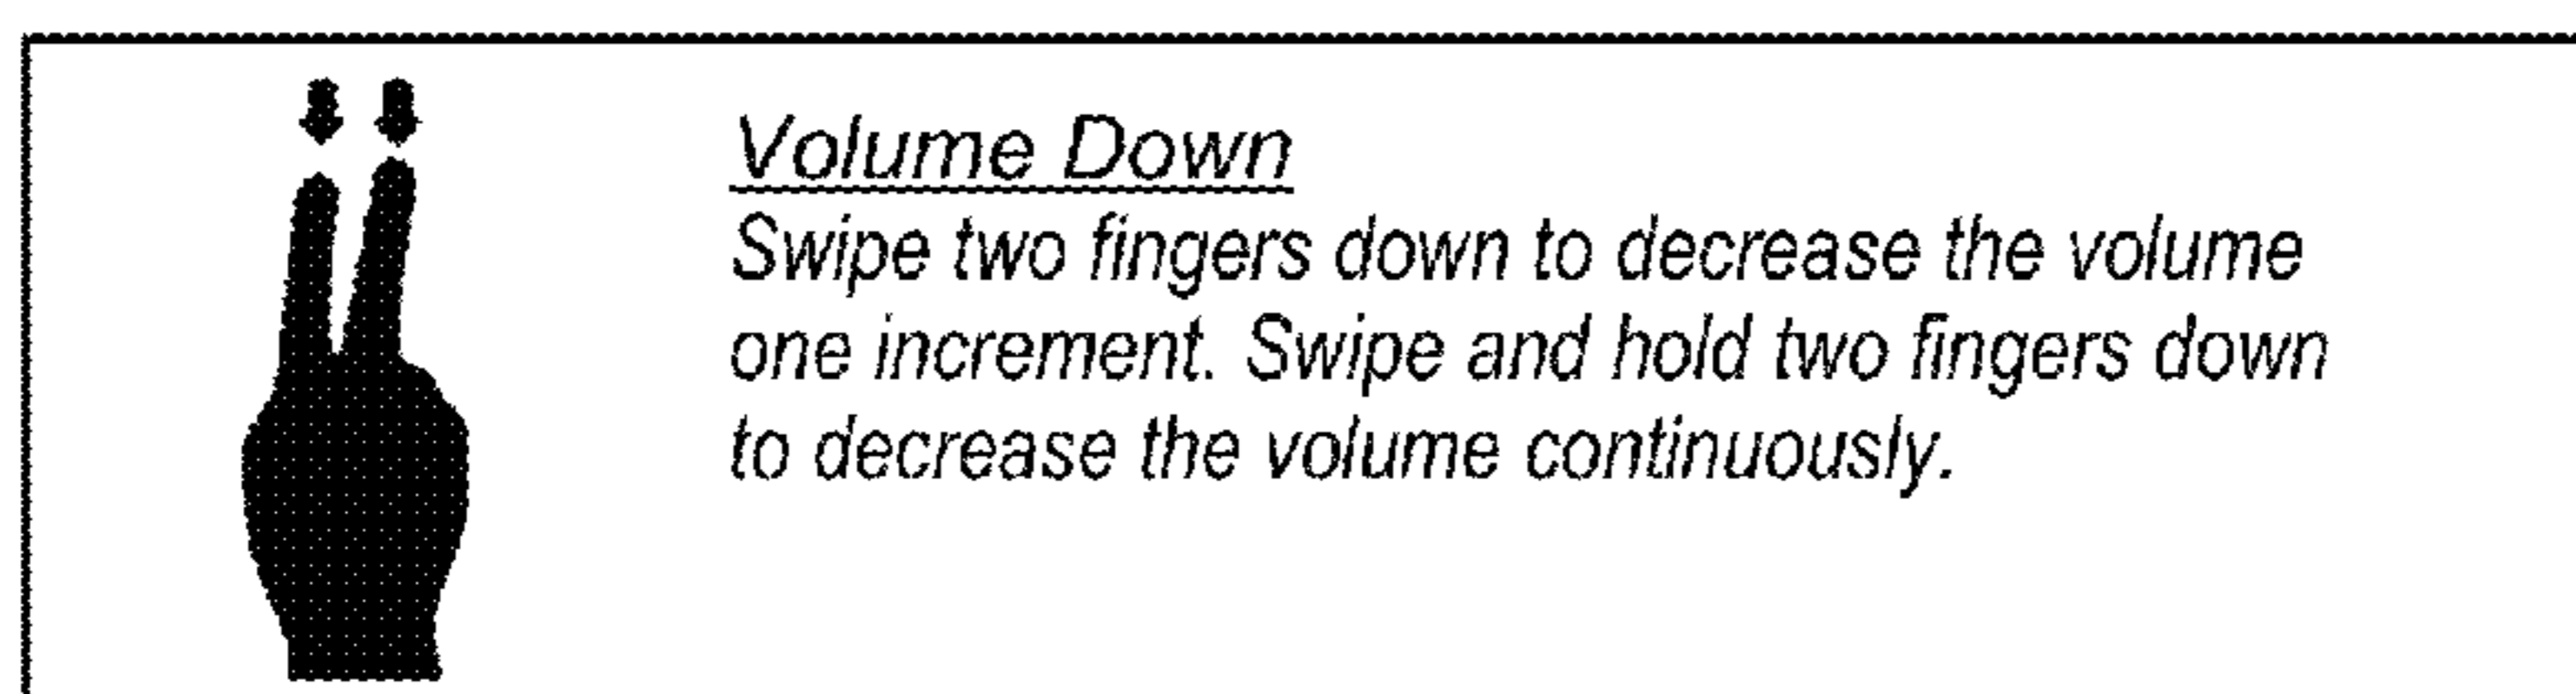 Volume Down
Swipe two fingers down to decrease the volume
one increment. Swipe and hold two fingers down
to decrease the volume continuously.